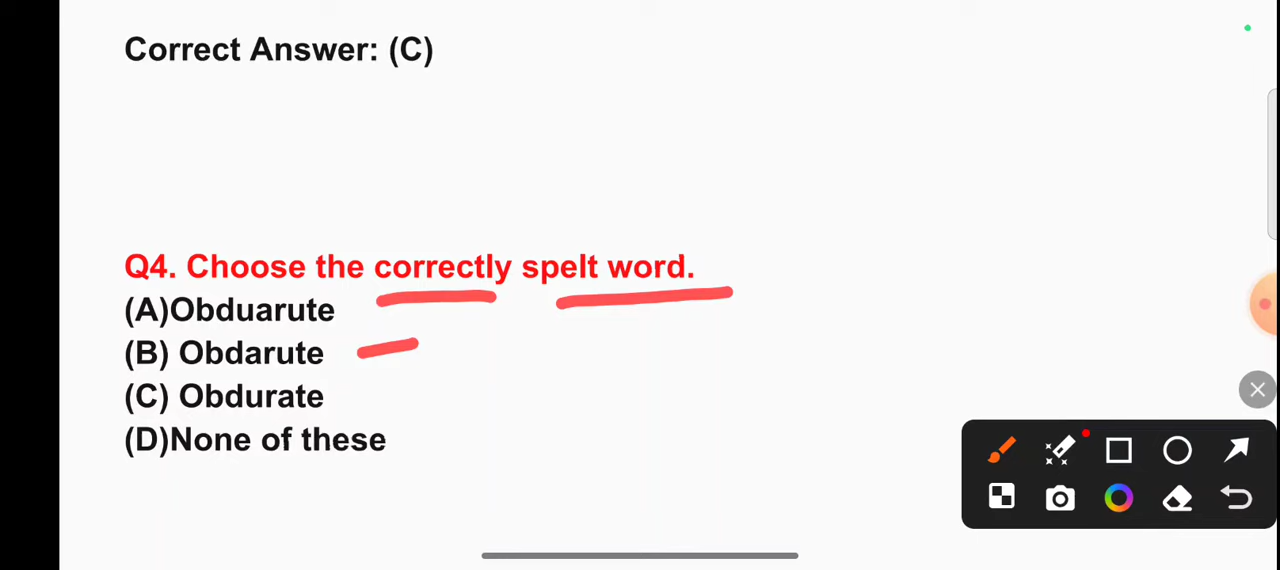 Correct Answer: (C)
Q4. Choose the correctly spelt word.
(A)Obduarute
(B) Obdarute
(C) Obdurate
(D)None of these